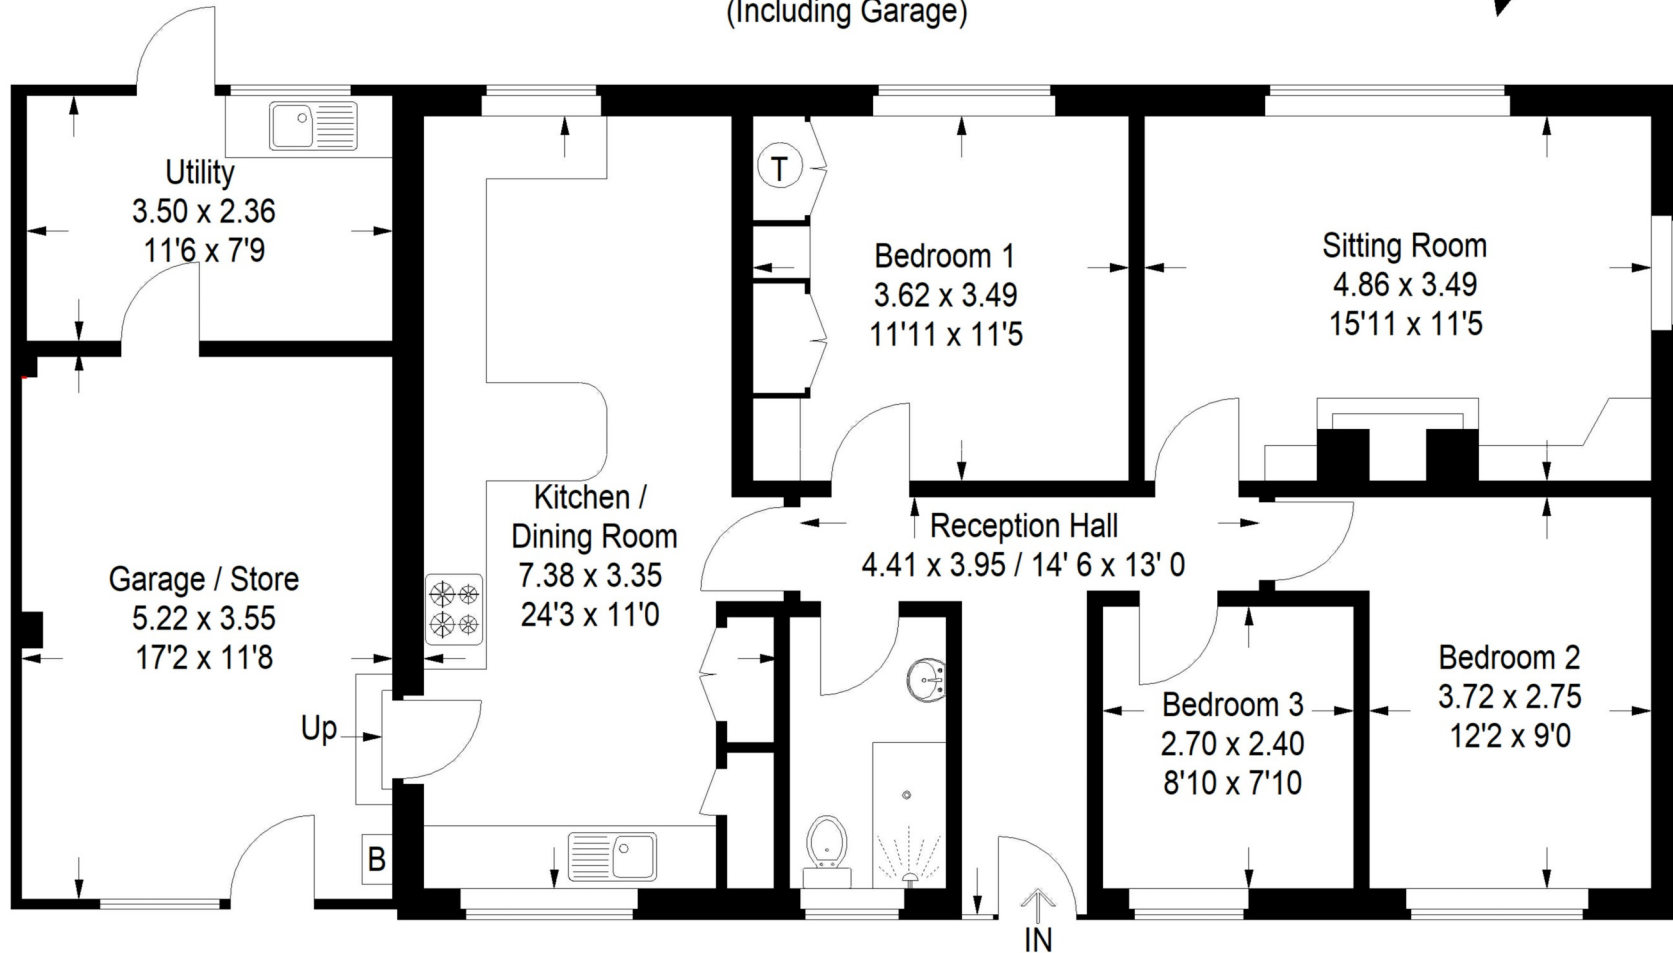 (Including Garage)
Utility
3.50 x 2.36
11'6 x 7'9
T
Bedroom 1
3.62 x 3.49
11'11 x 11'5
Sitting Room
4.86 x 3.49
15'11 x 11'5
Kitchen /
Dining Room
7.38 x 3.35
24'3 x 11'0
Reception Hall
4.41 x 3.95 / 14' 6 x 13' 0
Garage / Store
5.22 x 3.55
17'2 x 11'8
Up
B
Bedroom 3
2.70 x 2.40
8'10 x 7'10
Bedroom 2
3.72 x 2.75
12'2 x 9'0
IN